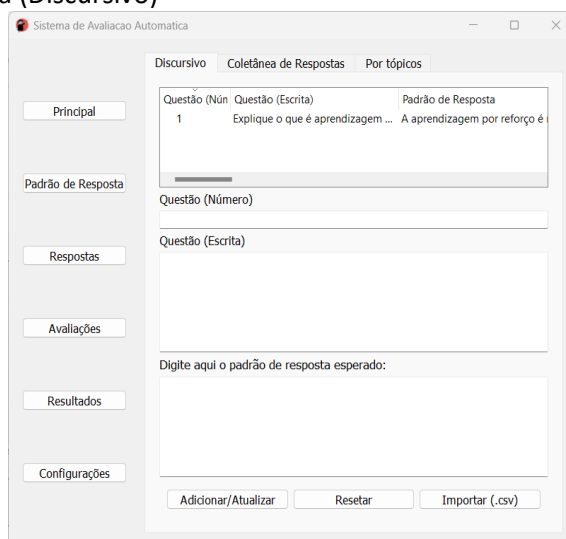 a (Discursivo)
Sistema de Avaliacao Automatica
Discursivo Coletânea de Respostas Por tópicos
Principal
Padrão de Resposta
Respostas
Avaliações
Resultados
Configurações
Questão (Nún Questão (Escrita) Padrão de Resposta
1 Explique o que é aprendizagem ... A aprendizagem por reforço é
Questão (Número)
Questão (Escrita)
Digite aqui o padrão de resposta esperado:
Adicionar/Atualizar Resetar Importar (.csv)